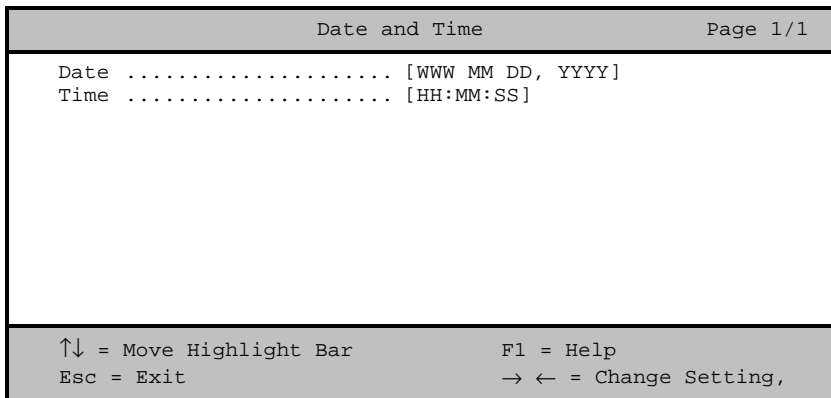 Date and Time Page 1/1
Date ..................... [WWW MM DD, YYYY]
Time ..................... [HH:MM:SS]
↑↓ = Move Highlight Bar F1 = Help
Esc = Exit → ← = Change Setting,